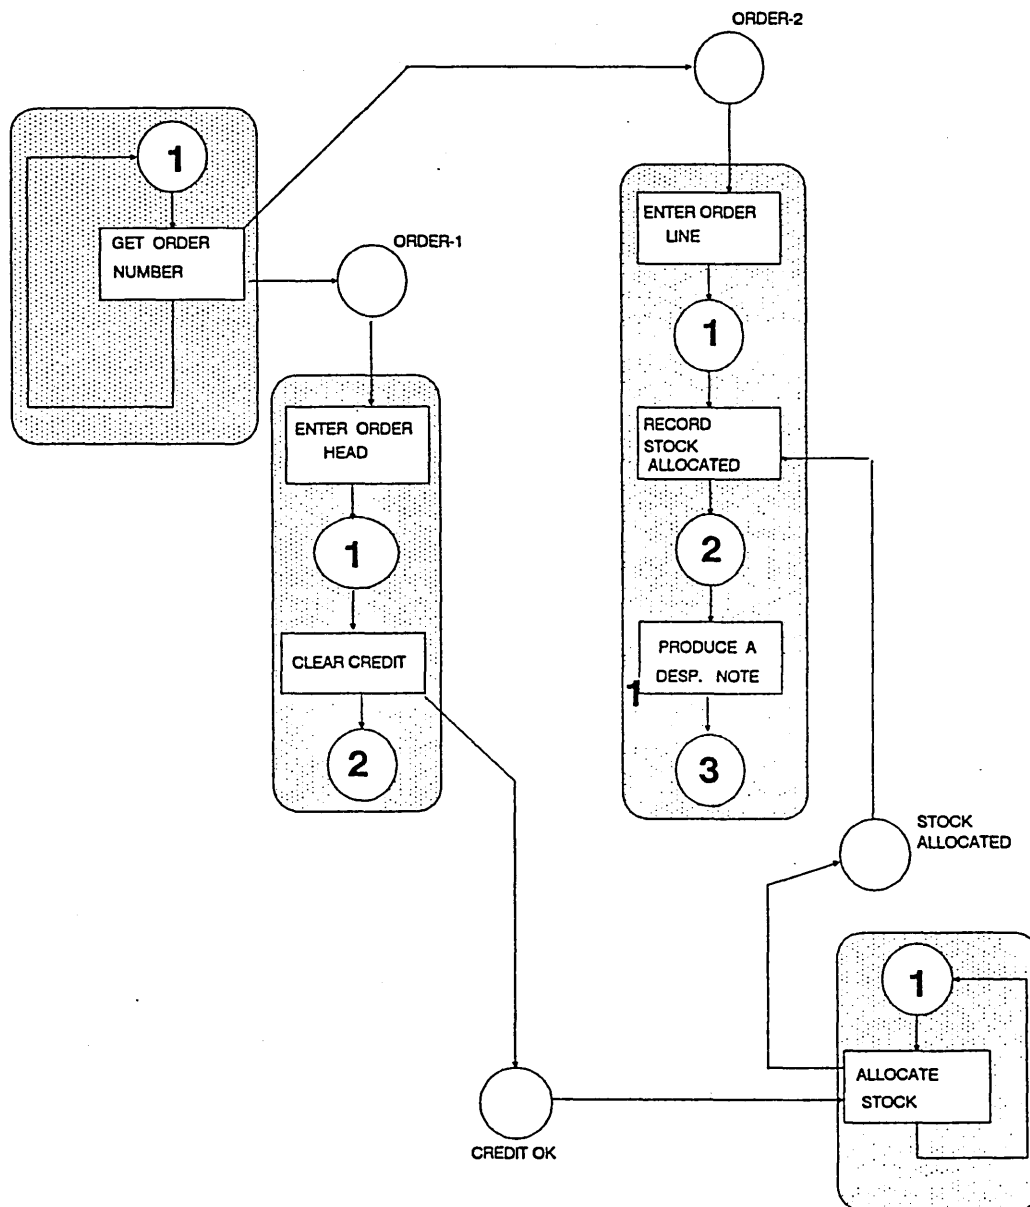 ORDER-2
1
GET ORDER
NUMBER
ORDER-1
ENTER ORDER
LINE
1
ENTER ORDER
HEAD
RECORD
STOCK
ALLOCATED
1
2
CLEAR CREDIT
PRODUCE A
DESP. NOTE
1
2
3
STOCK
ALLOCATED
1
ALLOCATE
STOCK
CREDIT OK